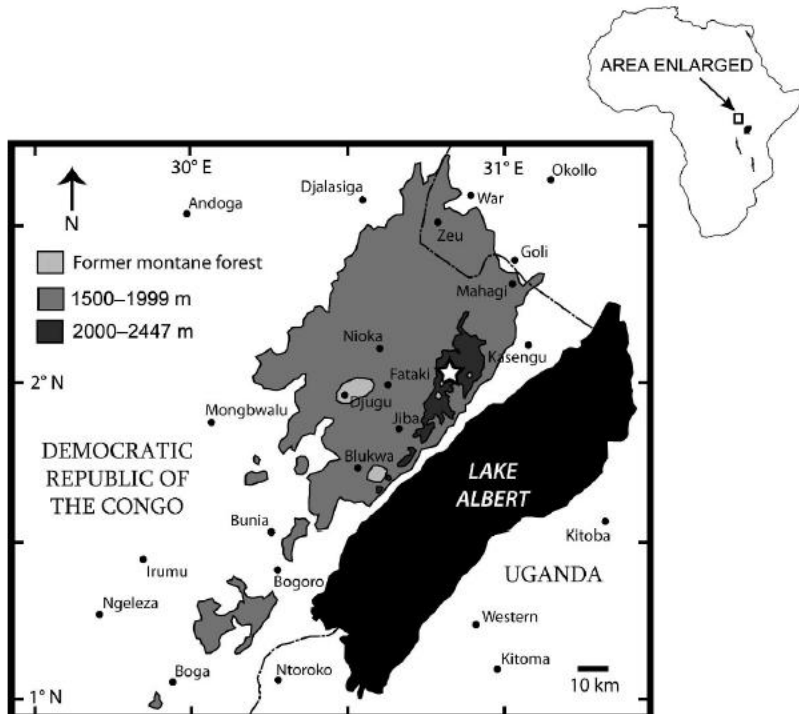 AREA ENLARGED
30° E
31° E
N
Andoga
Djalasiga
War
Okollo
Zeu
Goli
Former montane forest
1500–1999 m
2000–2447 m
Mahagi
Nioka
Kasengu
2° N
Fataki
Djugu
Mongbwalu
Jiba
DEMOCRATIC
REPUBLIC OF
THE CONGO
Blukwa
LAKE
ALBERT
Bunia
Kitoba
Irumu
Bogoro
UGANDA
Ngeleza
Western
Boga
Ntoroko
Kitoma
10 km
1° N